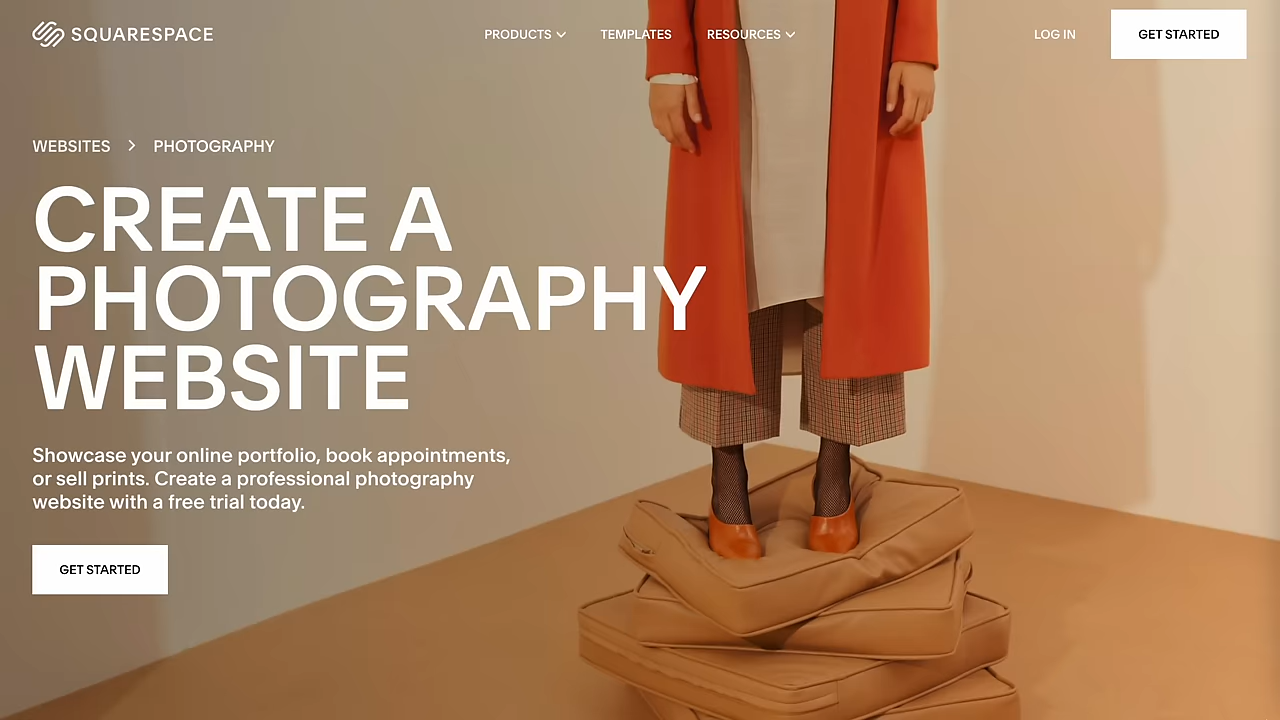 SQUARESPACE
PRODUCTS
TEMPLATES
RESOURCES
LOG IN
GET STARTED
WEBSITES > PHOTOGRAPHY
CREATE A
PHOTOGRAPHY
WEBSITE
Showcase your online portfolio, book appointments,
or sell prints. Create a professional photography
website with a free trial today.
GET STARTED